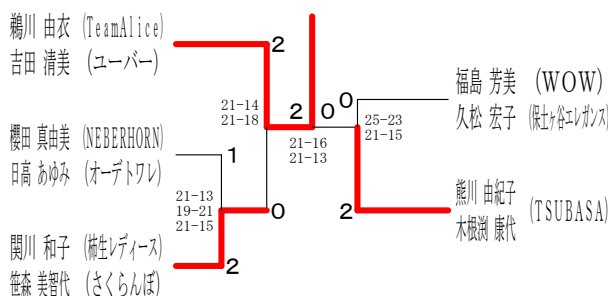 鵜川 由衣 (TeamAlice)
吉田 清美 (ユーバー)
2
櫻田 真由美 (NEBERHORN)
日高 あゆみ (オーデトワレ)
1
関川 和子 (柿生レディース)
笹森 美智代 (さくらんぼ)
2
21-13
19-21
21-15
0
21-14
21-18
2
0
21-16
21-13
0
福島 芳美 (WOW)
久松 宏子 (保土ヶ谷エレガンス)
25-23
21-15
2
熊川 由紀子
木根渕 康代
(TSUBASA)